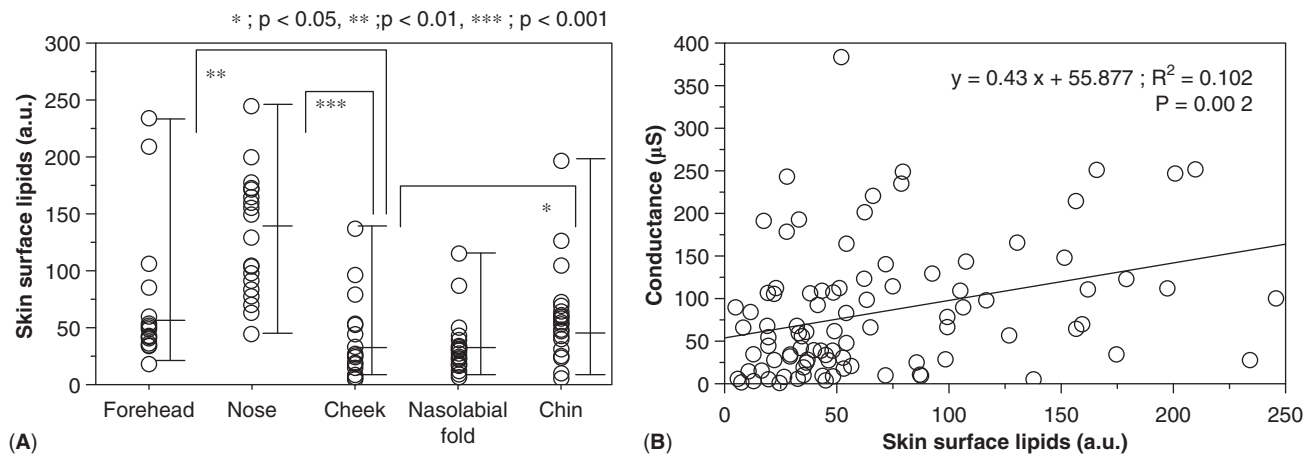 * ; p < 0.05, ** ;p < 0.01, *** ; p < 0.001
300
250
200
150
100
50
0
Skin surface lipids (a.u.)
**
***
*
Forehead Nose Cheek Nasolabial fold Chin
(A)
400
350
300
250
200
150
100
50
0
Conductance (µS)
y = 0.43 x + 55.877 ; R² = 0.102
P = 0.00 2
0 50 100 150 200 250
Skin surface lipids (a.u.)
(B)